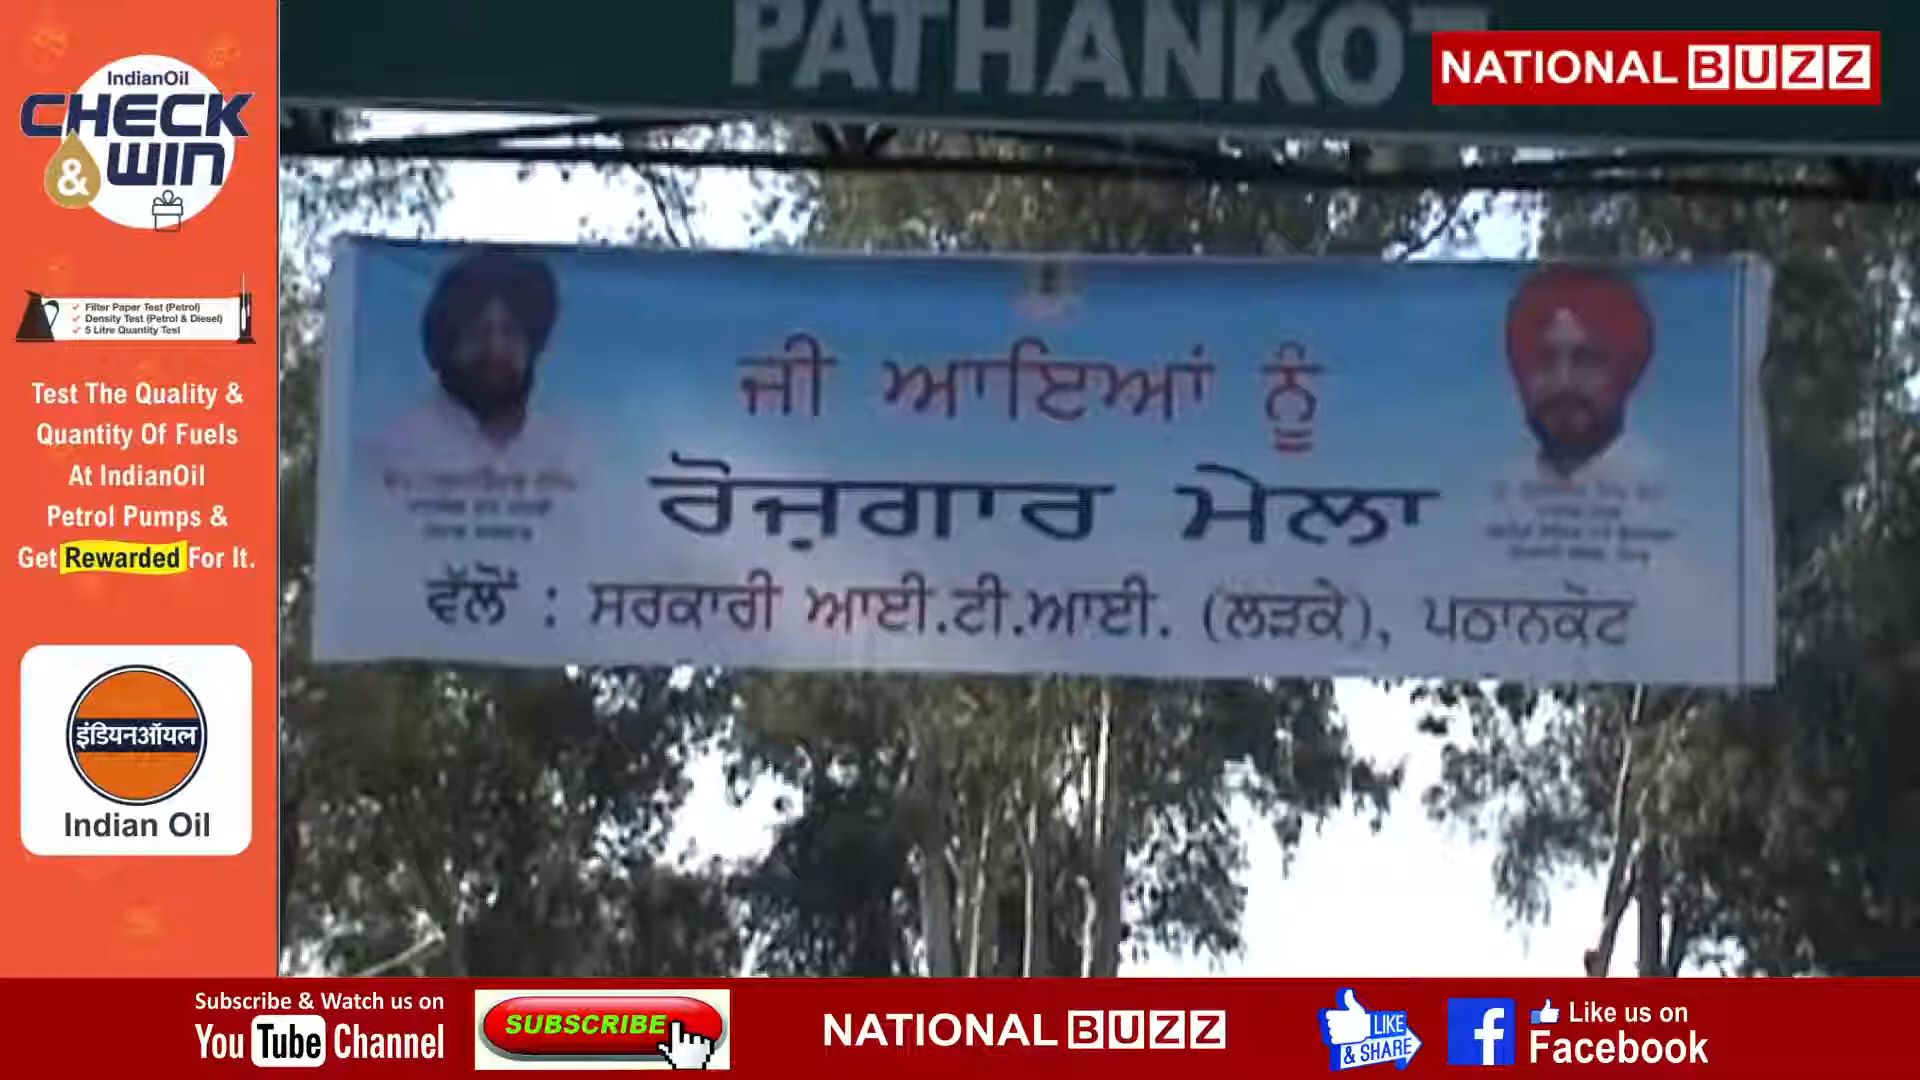 IndianOil
CHECK
& WIN
✓ Filter Paper Test (Petrol)
✓ Density Test (Petrol & Diesel)
✓ 5 Litre Quantity Test
Test The Quality &
Quantity Of Fuels
At IndianOil
Petrol Pumps &
Get Rewarded For It.
इंडियनऑयल
Indian Oil
PATHANKOT
NATIONAL BUZZ
ਜੀ ਆਇਆਂ ਨੂੰ
ਰੋਜ਼ਗਾਰ ਮੇਲਾ
ਵੱਲੋਂ : ਸਰਕਾਰੀ ਆਈ.ਟੀ.ਆਈ. (ਲੜਕੇ), ਪਠਾਨਕੋਟ
Subscribe & Watch us on
YouTube Channel
SUBSCRIBE
NATIONAL BUZZ
LIKE
& SHARE
Like us on
Facebook